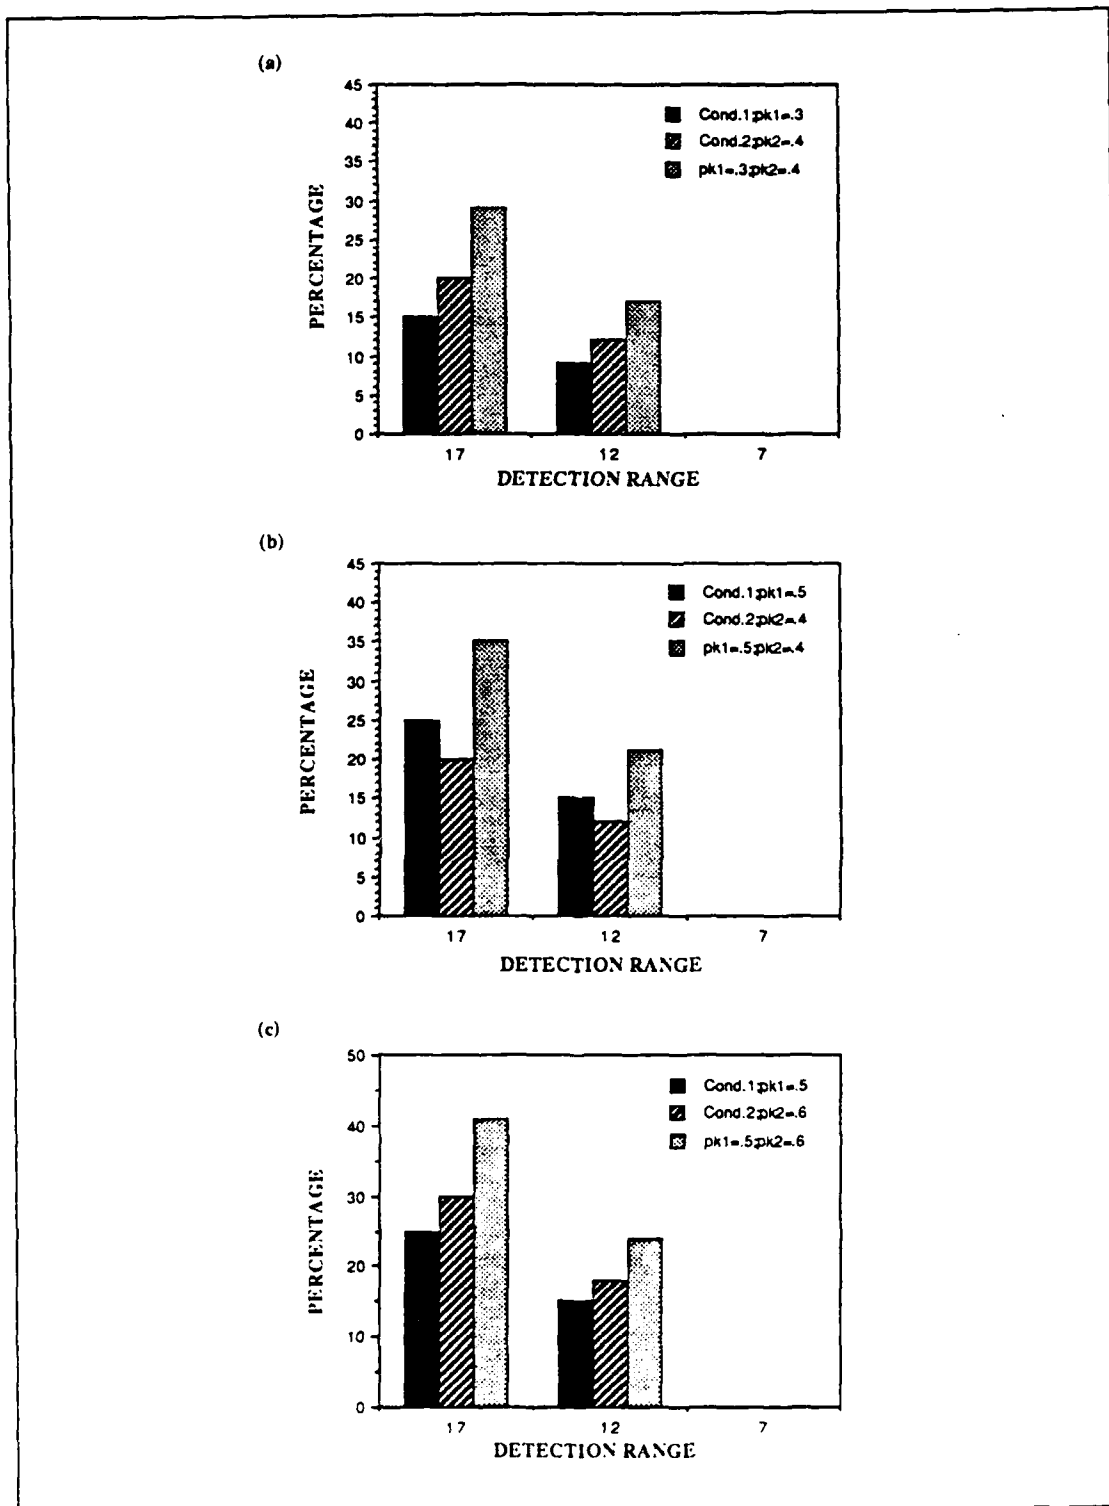 (a)
45
40
35
30
25
20
15
10
5
0
PERCENTAGE
Cond.1;pk1=.3
Cond.2;pk2=.4
pk1=.3;pk2=.4
17 12 7
DETECTION RANGE
(b)
45
40
35
30
25
20
15
10
5
0
PERCENTAGE
Cond.1;pk1=.5
Cond.2;pk2=.4
pk1=.5;pk2=.4
17 12 7
DETECTION RANGE
(c)
50
40
30
20
10
0
PERCENTAGE
Cond.1;pk1=.5
Cond.2;pk2=.6
pk1=.5;pk2=.6
17 12 7
DETECTION RANGE